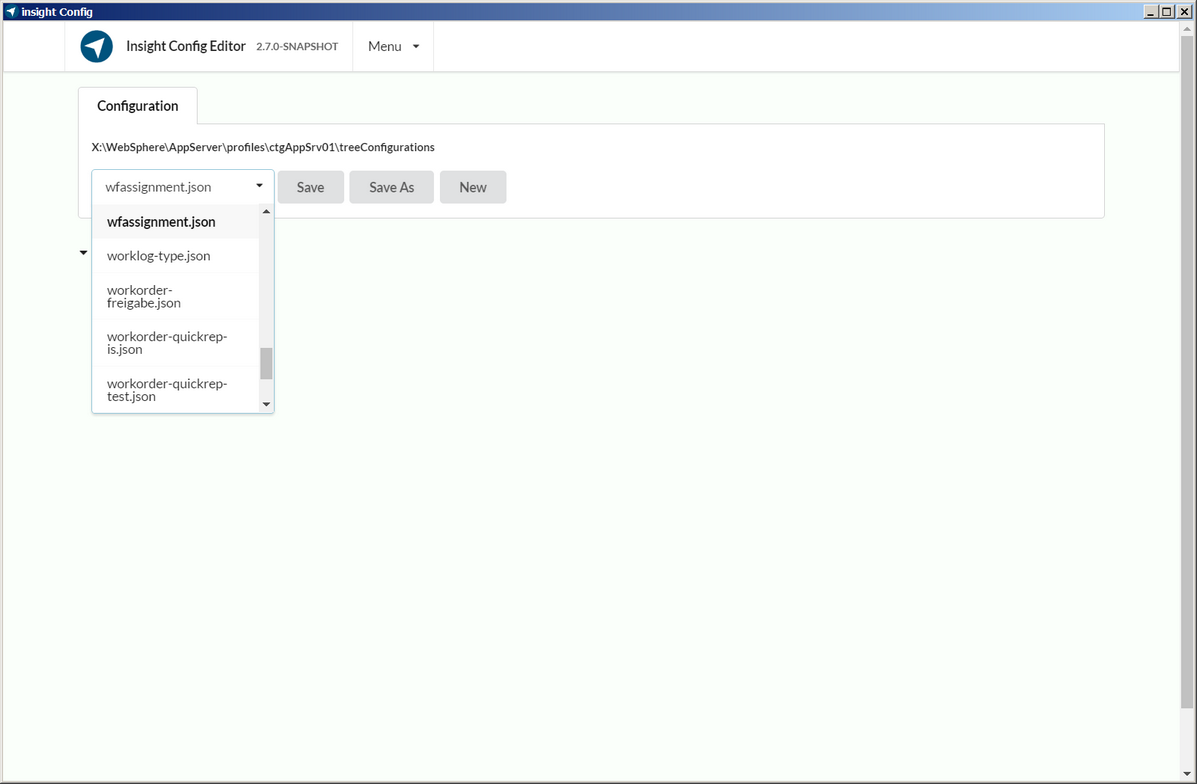 insight Config
Insight Config Editor 2.7.0-SNAPSHOT Menu
Configuration
X:\WebSphere\AppServer\profiles\ctgAppSrv01\treeConfigurations
wfassignment.json Save Save As New
wfassignment.json
worklog-type.json
workorder-
freigabe.json
workorder-quickrep-
is.json
workorder-quickrep-
test.json